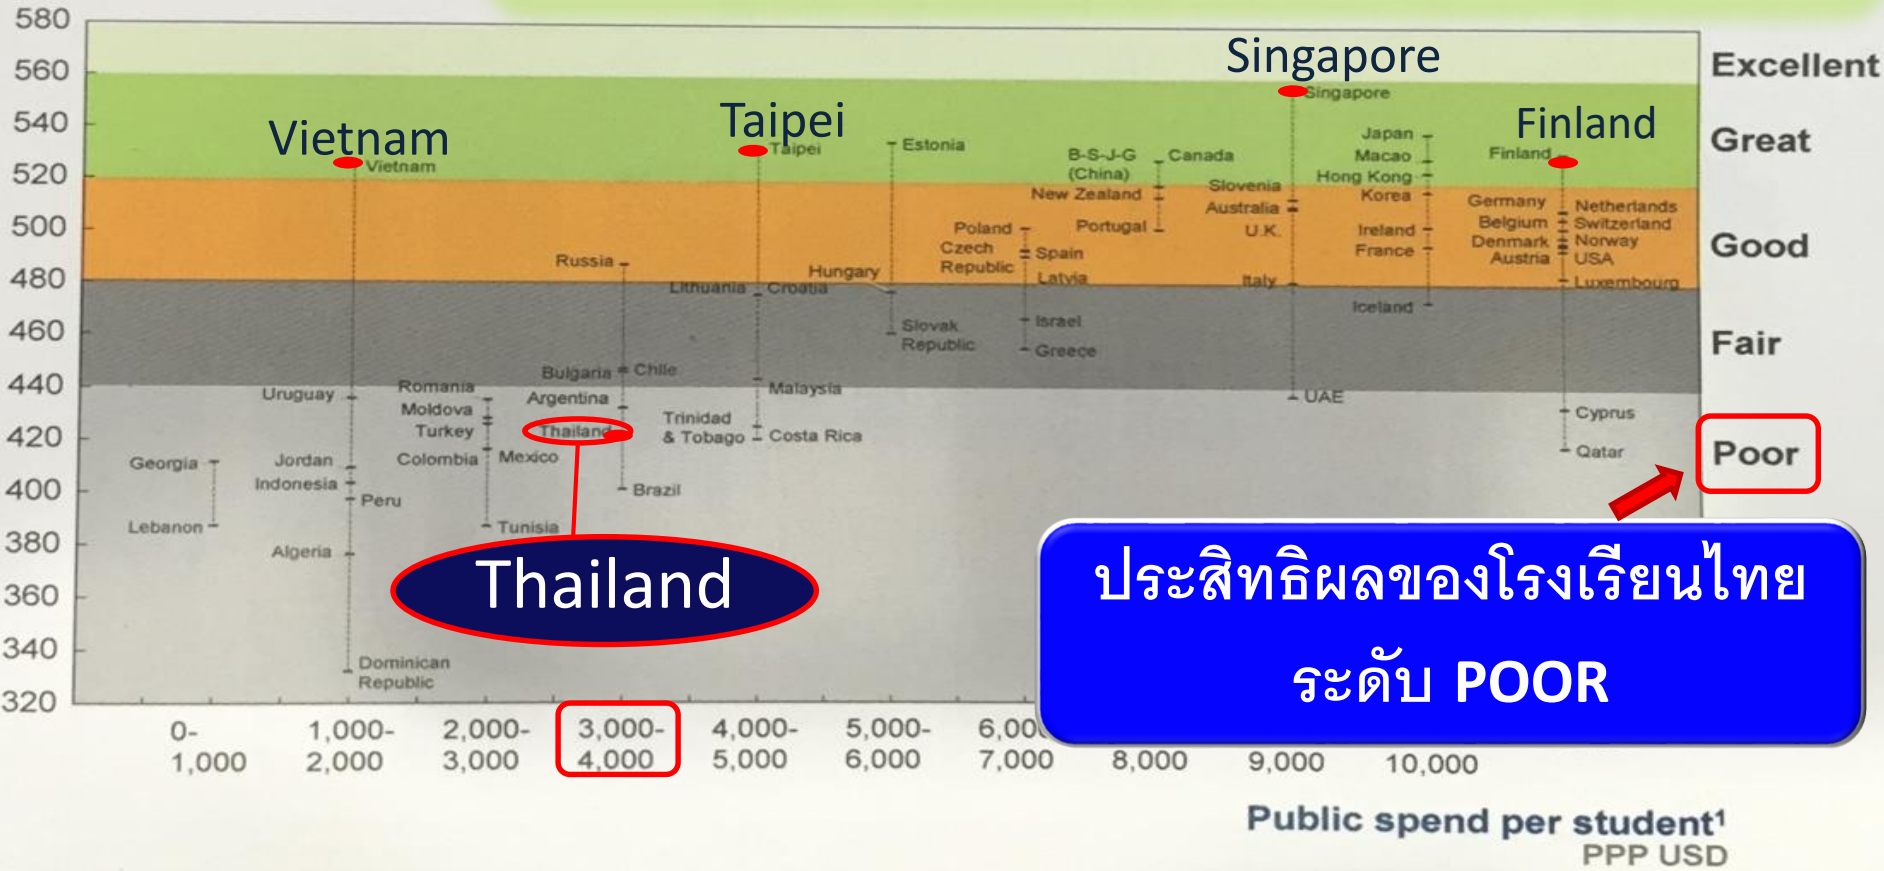 580
560
540
520
500
480
460
440
420
400
380
360
340
320
Excellent
Great
Good
Fair
Poor
Vietnam
Taipei
Singapore
Finland
Georgia
Lebanon
Vietnam
Uruguay
Jordan
Indonesia
Peru
Algeria
Dominican
Republic
Romania
Moldova
Turkey
Colombia
Mexico
Tunisia
Russia
Bulgaria
Chile
Argentina
Thailand
Brazil
Taipei
Lithuania
Croatia
Malaysia
Trinidad
& Tobago
Costa Rica
Estonia
Hungary
Slovak
Republic
Poland
Czech
Republic
Spain
Latvia
Israel
Greece
B-S-J-G
(China)
Canada
New Zealand
Portugal
Singapore
Slovenia
Australia
U.K.
Italy
UAE
Japan
Macao
Hong Kong
Korea
Ireland
France
Iceland
Finland
Germany
Netherlands
Belgium
Switzerland
Denmark
Norway
Austria
USA
Luxembourg
Cyprus
Qatar
Thailand
ประสิทธิผลของโรงเรียนไทย
ระดับ POOR
0-
1,000
1,000-
2,000
2,000-
3,000
3,000-
4,000
4,000-
5,000
5,000-
6,000
7,000
8,000
9,000
10,000
Public spend per student¹
PPP USD